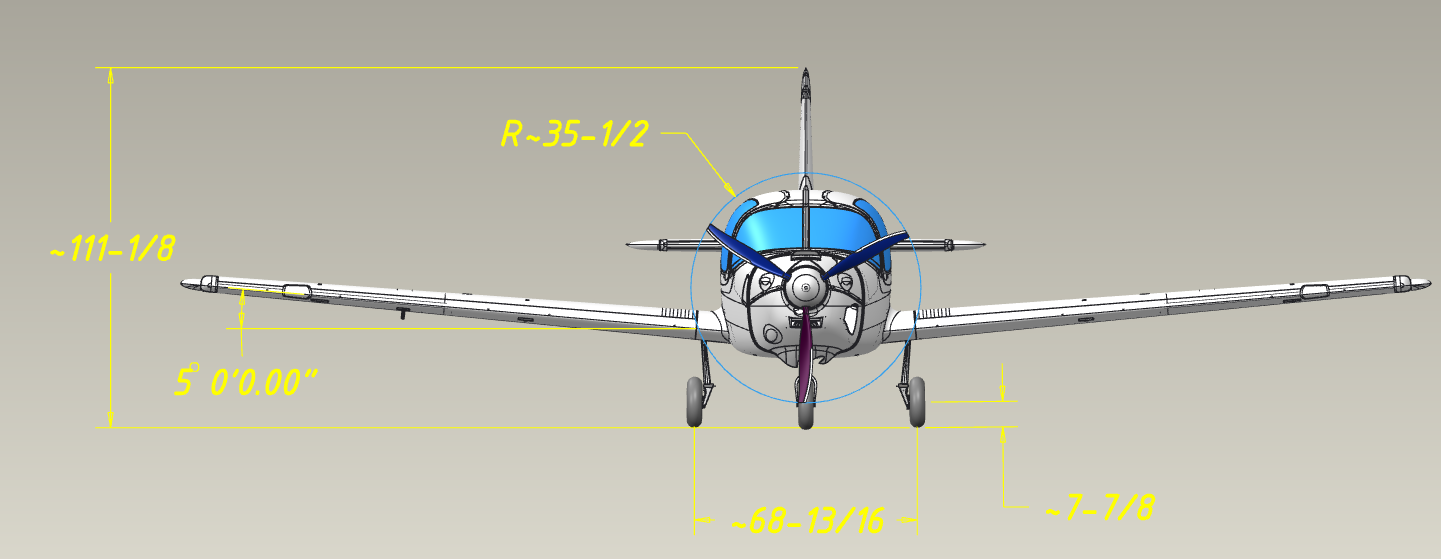 R~35-1/2
~111-1/8
5° 0'0.00"
~7-7/8
~68-13/16